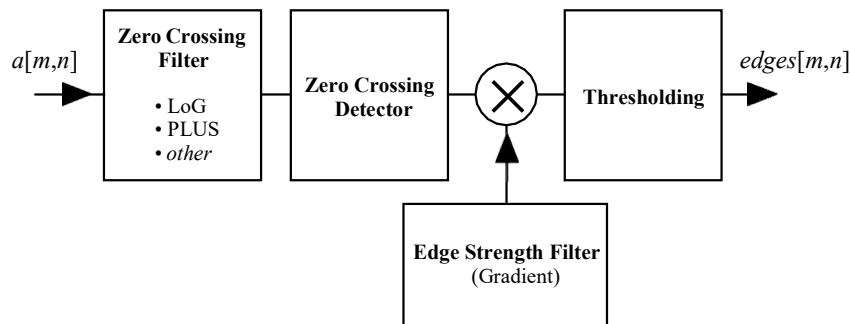 a[m,n]
Zero Crossing
Filter
• LoG
• PLUS
• other
Zero Crossing
Detector
Thresholding
edges[m,n]
Edge Strength Filter
(Gradient)